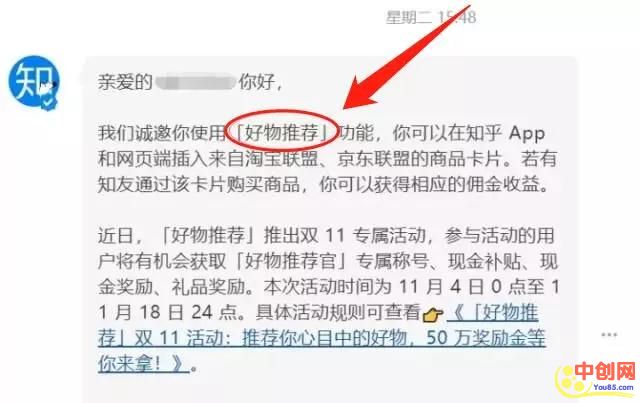 星期二 15:48
知
亲爱的 你好，
我们诚邀你使用「好物推荐」功能，你可以在知乎 App
和网页端插入来自淘宝联盟、京东联盟的商品卡片。若有
知友通过该卡片购买商品，你可以获得相应的佣金收益。
近日，「好物推荐」推出双 11 专属活动，参与活动的用
户将有机会获取「好物推荐官」专属称号、现金补贴、现
金奖励、礼品奖励。本次活动时间为 11 月 4 日 0 点至 1
1 月 18 日 24 点。具体活动规则可查看👉《「好物
推荐」双 11 活动：推荐你心目中的好物，50 万奖励金等
你来拿！》。
中创网
You85.com